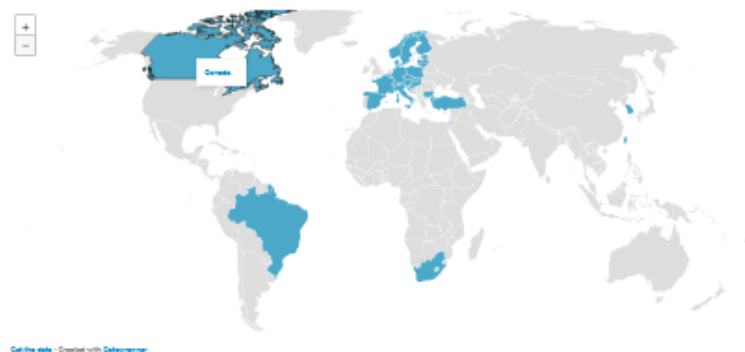 +
−
Canada
Get the data • Created with Datawrapper